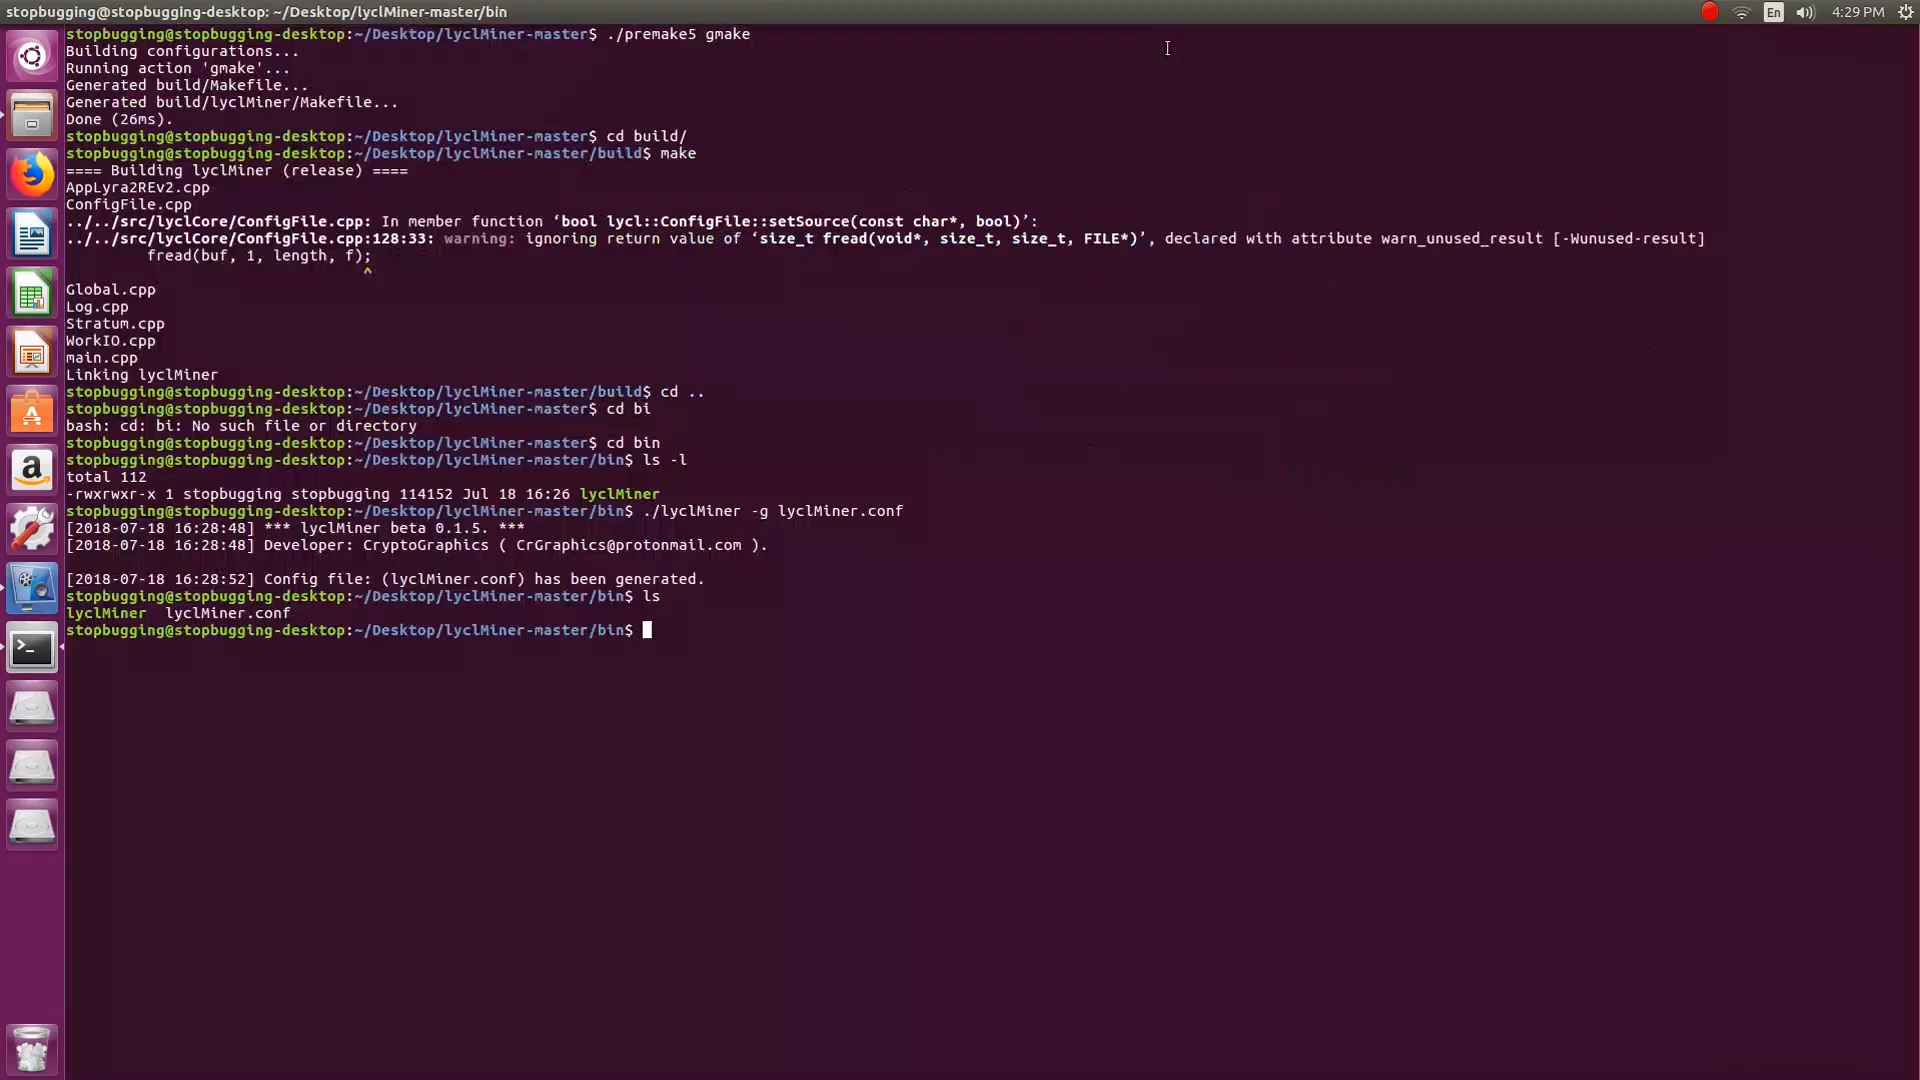 stopbugging@stopbugging-desktop: ~/Desktop/lyclMiner-master/bin
En
4:29 PM
stopbugging@stopbugging-desktop:~/Desktop/lyclMiner-master$ ./premake5 gmake
Building configurations...
Running action 'gmake'...
Generated build/Makefile...
Generated build/lyclMiner/Makefile...
Done (26ms).
stopbugging@stopbugging-desktop:~/Desktop/lyclMiner-master$ cd build/
stopbugging@stopbugging-desktop:~/Desktop/lyclMiner-master/build$ make
==== Building lyclMiner (release) ====
AppLyra2REv2.cpp
ConfigFile.cpp
../../src/lyclCore/ConfigFile.cpp: In member function ‘bool lycl::ConfigFile::setSource(const char*, bool)’:
../../src/lyclCore/ConfigFile.cpp:128:33: warning: ignoring return value of ‘size_t fread(void*, size_t, size_t, FILE*)’, declared with attribute warn_unused_result [-Wunused-result]
fread(buf, 1, length, f);
^
Global.cpp
Log.cpp
Stratum.cpp
WorkIO.cpp
main.cpp
Linking lyclMiner
stopbugging@stopbugging-desktop:~/Desktop/lyclMiner-master/build$ cd ..
stopbugging@stopbugging-desktop:~/Desktop/lyclMiner-master$ cd bi
bash: cd: bi: No such file or directory
stopbugging@stopbugging-desktop:~/Desktop/lyclMiner-master$ cd bin
stopbugging@stopbugging-desktop:~/Desktop/lyclMiner-master/bin$ ls -l
total 112
-rwxrwxr-x 1 stopbugging stopbugging 114152 Jul 18 16:26 lyclMiner
stopbugging@stopbugging-desktop:~/Desktop/lyclMiner-master/bin$ ./lyclMiner -g lyclMiner.conf
[2018-07-18 16:28:48] *** lyclMiner beta 0.1.5. ***
[2018-07-18 16:28:48] Developer: CryptoGraphics ( CrGraphics@protonmail.com ).
[2018-07-18 16:28:52] Config file: (lyclMiner.conf) has been generated.
stopbugging@stopbugging-desktop:~/Desktop/lyclMiner-master/bin$ ls
lyclMiner  lyclMiner.conf
stopbugging@stopbugging-desktop:~/Desktop/lyclMiner-master/bin$